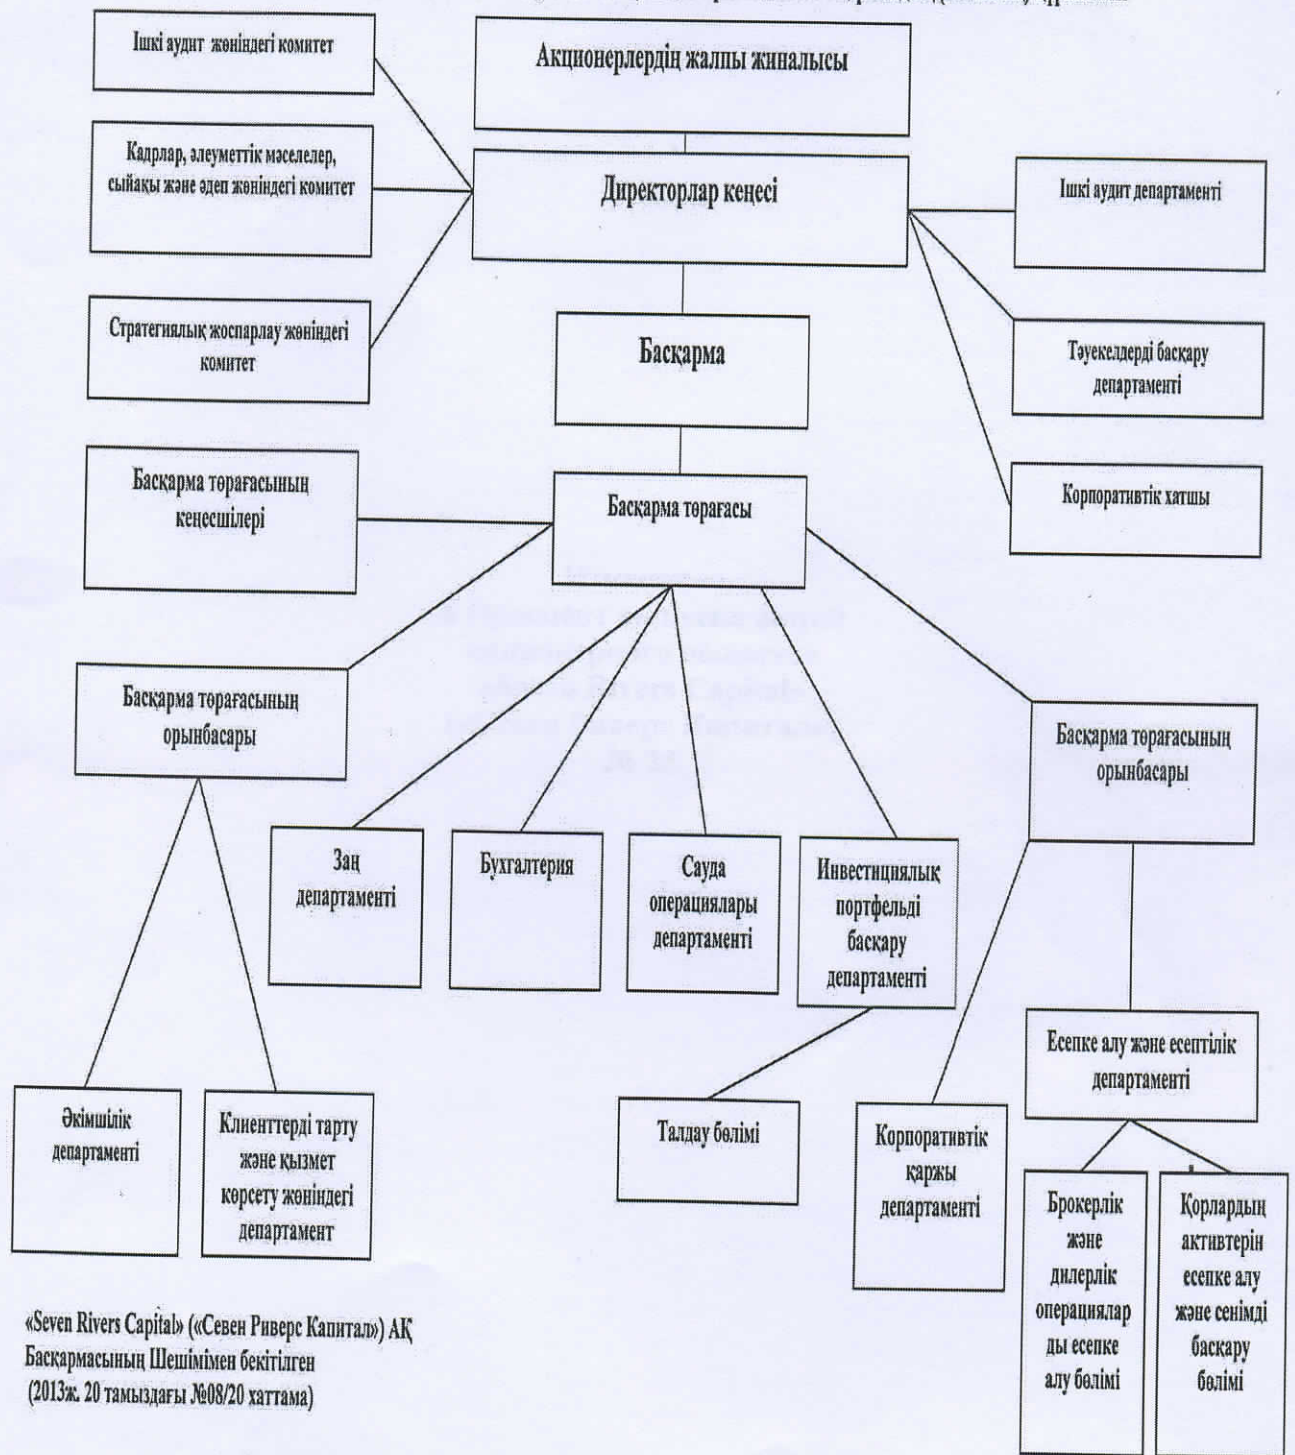 Ішкі аудит жөніндегі комитет
Акционерлердің жалпы жиналысы
Кадрлар, әлеуметтік мәселелер,
сыйақы және әдеп жөніндегі комитет
Директорлар кеңесі
Ішкі аудит департаменті
Стратегиялық жоспарлау жөніндегі
комитет
Басқарма
Тәуекелдерді басқару
департаменті
Басқарма төрағасының
кеңесшілері
Басқарма төрағасы
Корпоративтік хатшы
Басқарма төрағасының
орынбасары
Басқарма төрағасының
орынбасары
Заң
департаменті
Бухгалтерия
Сауда
операциялары
департаменті
Инвестициялық
портфельді
басқару
департаменті
Есепке алу және есептілік
департаменті
Әкімшілік
департаменті
Клиенттерді тарту
және қызмет
көрсету жөніндегі
департамент
Талдау бөлімі
Корпоративтік
қаржы
департаменті
Брокерлік
және
дилерлік
операциялар
ды есепке
алу бөлімі
Қорлардың
активтерін
есепке алу
және сенімді
басқару
бөлімі
«Seven Rivers Capital» («Севен Риверс Капитал») АҚ
Басқармасының Шешімімен бекітілген
(2013ж. 20 тамыздағы №08/20 хаттама)